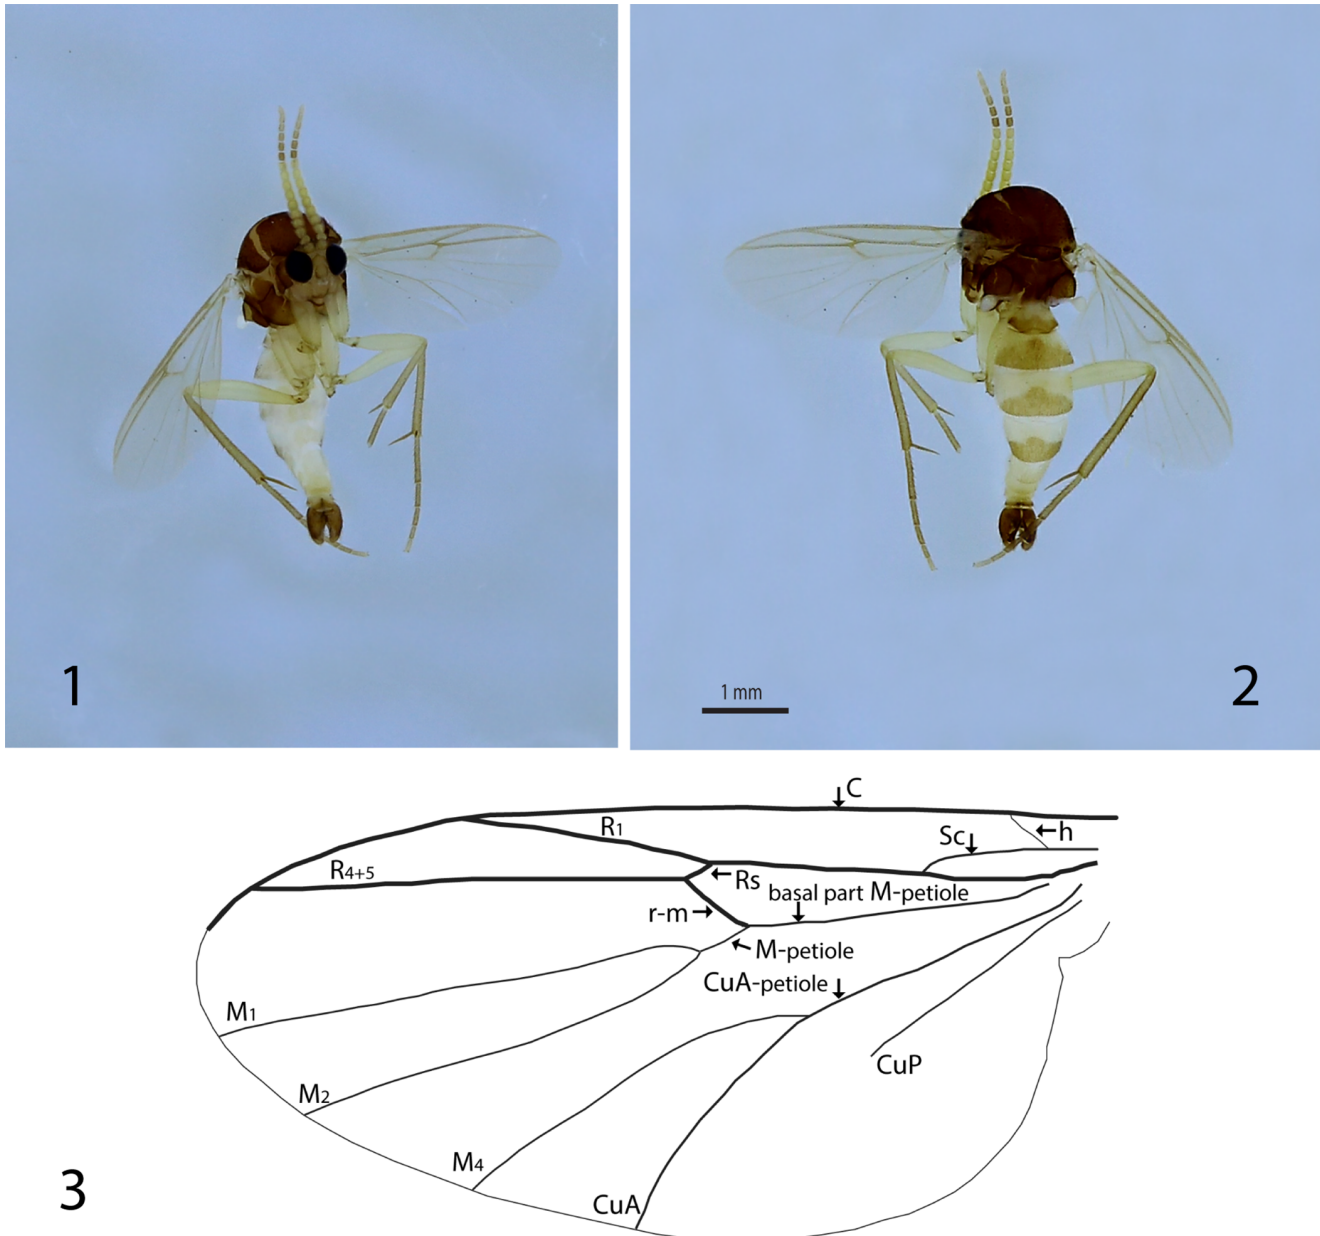 1
1 mm
2
C
R1
h
Sc
R4+5
Rs
basal part M-petiole
r-m
M-petiole
CuA-petiole
M1
CuP
M2
M4
3
CuA